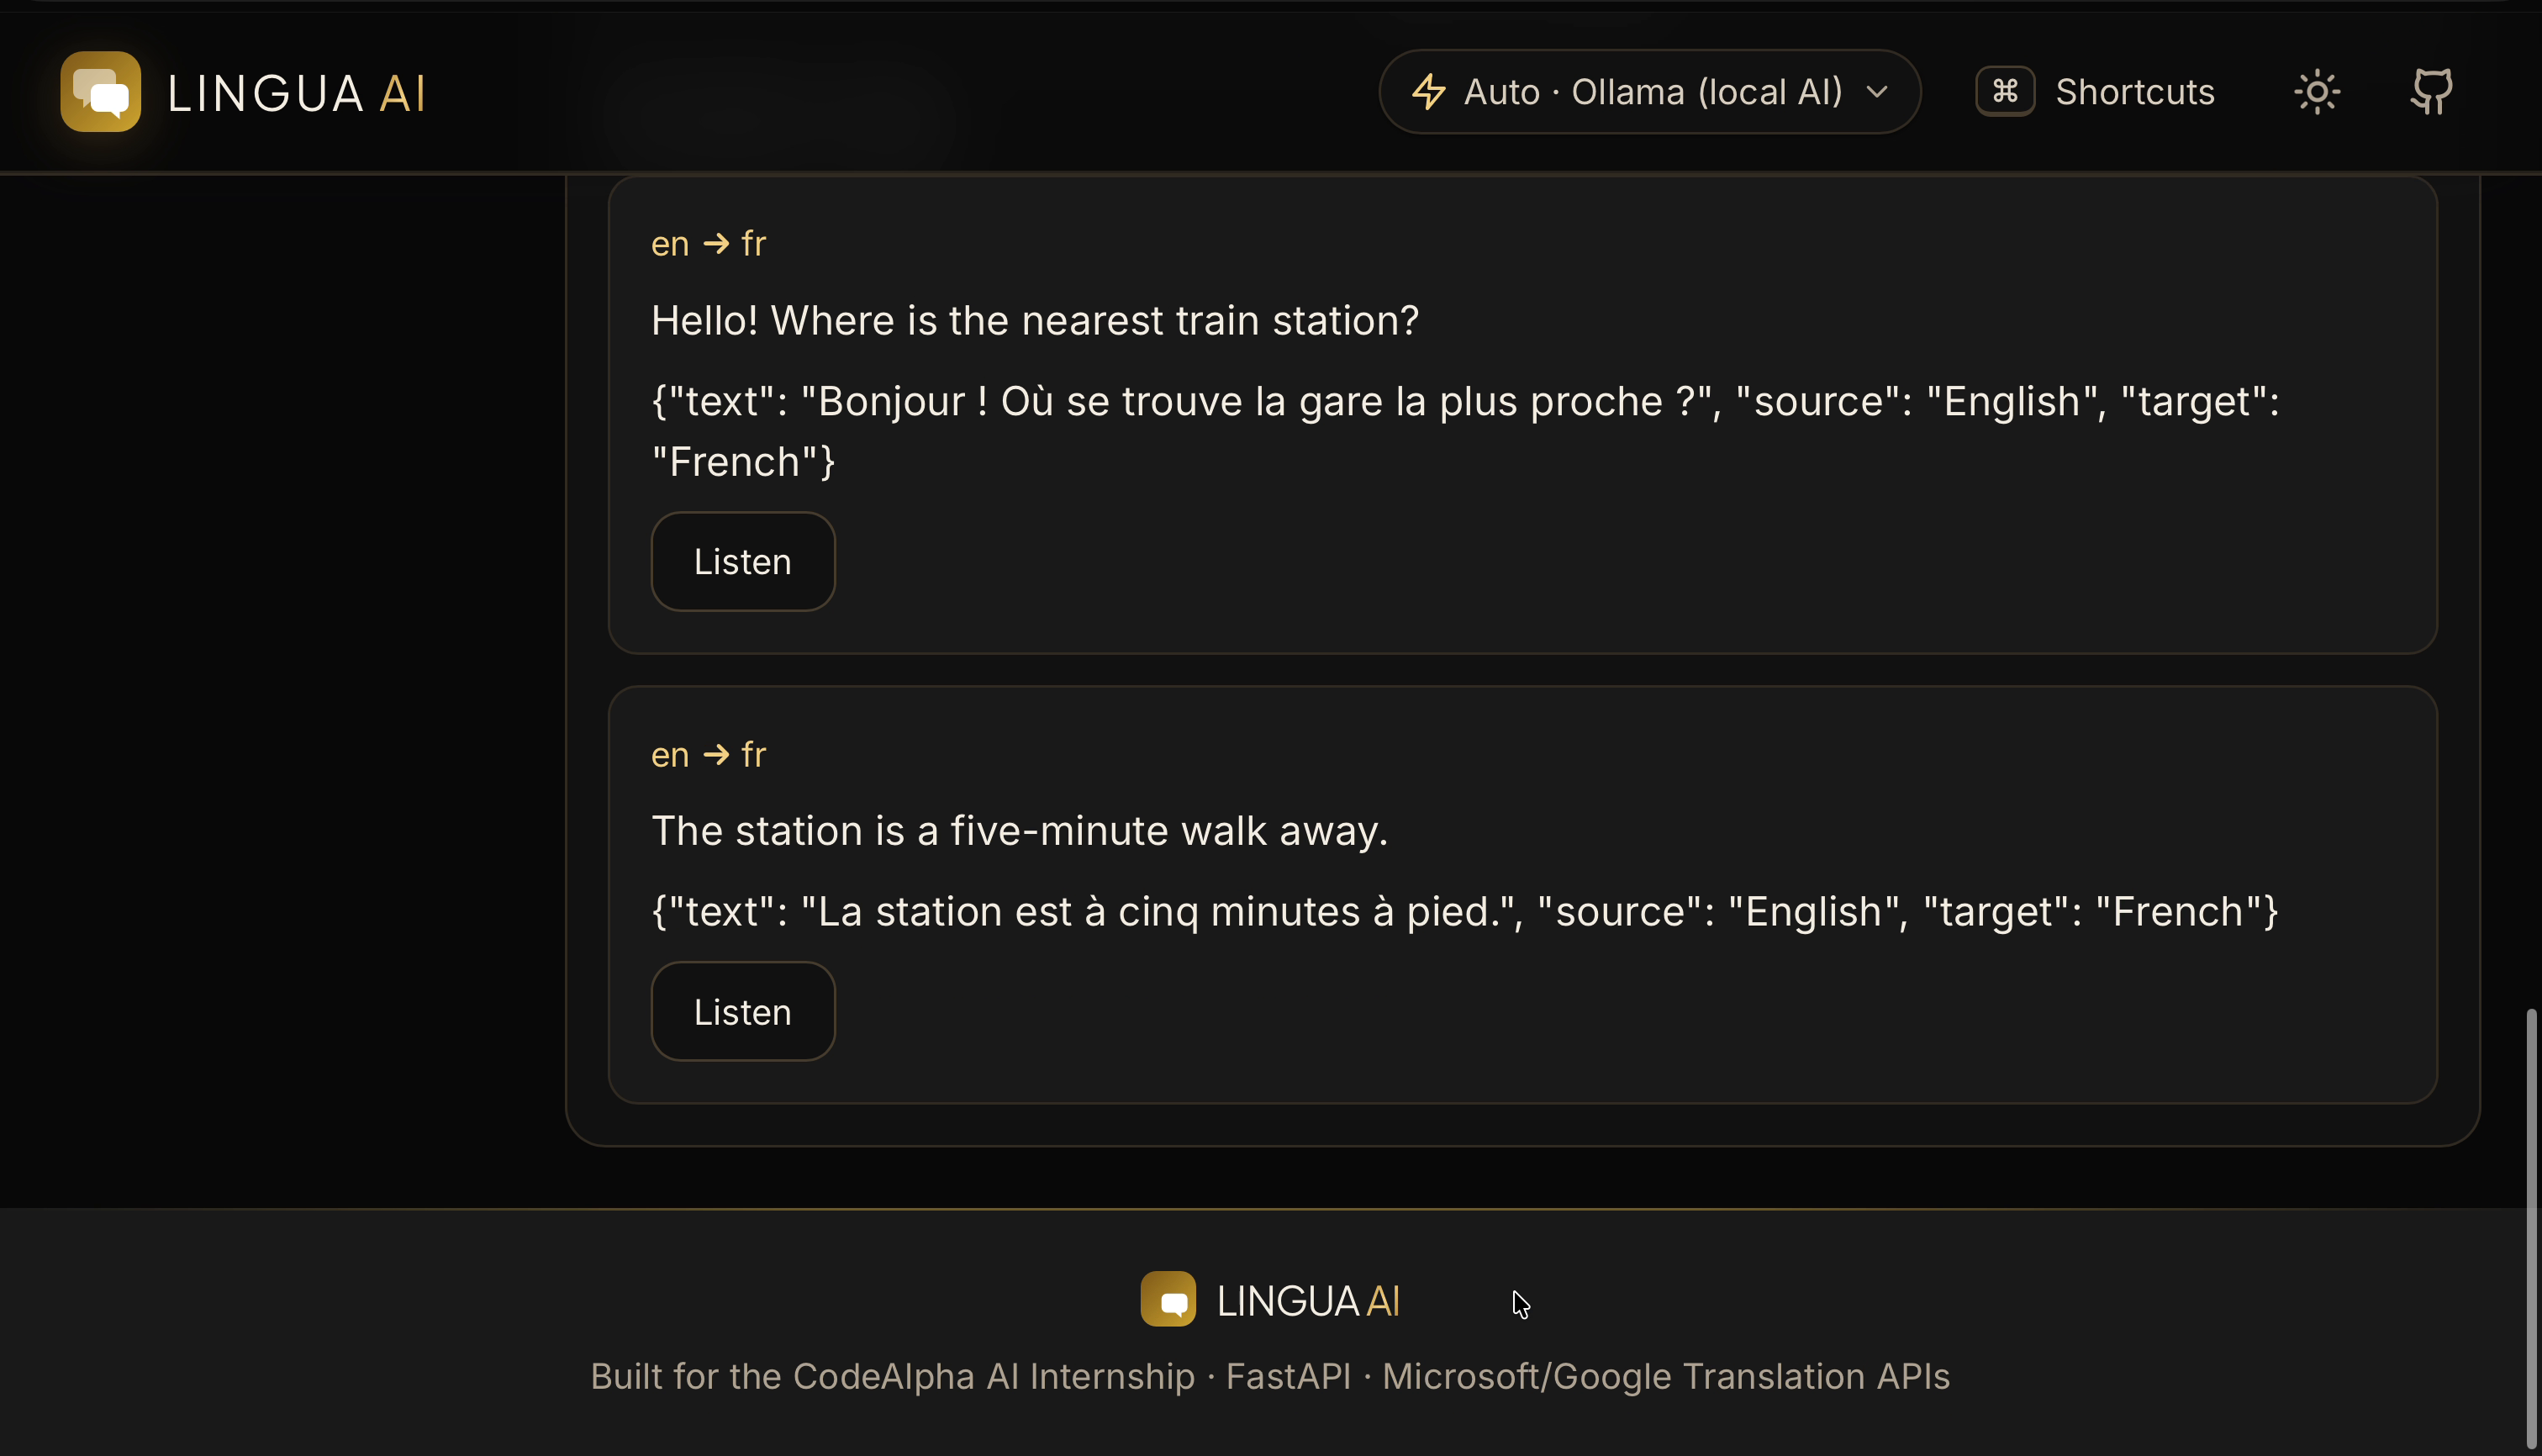 LINGUA AI
Auto · Ollama (local AI)
⌘ Shortcuts
en → fr
Hello! Where is the nearest train station?
{"text": "Bonjour ! Où se trouve la gare la plus proche ?", "source": "English", "target":
"French"}
Listen
en → fr
The station is a five-minute walk away.
{"text": "La station est à cinq minutes à pied.", "source": "English", "target": "French"}
Listen
LINGUA AI
Built for the CodeAlpha AI Internship · FastAPI · Microsoft/Google Translation APIs